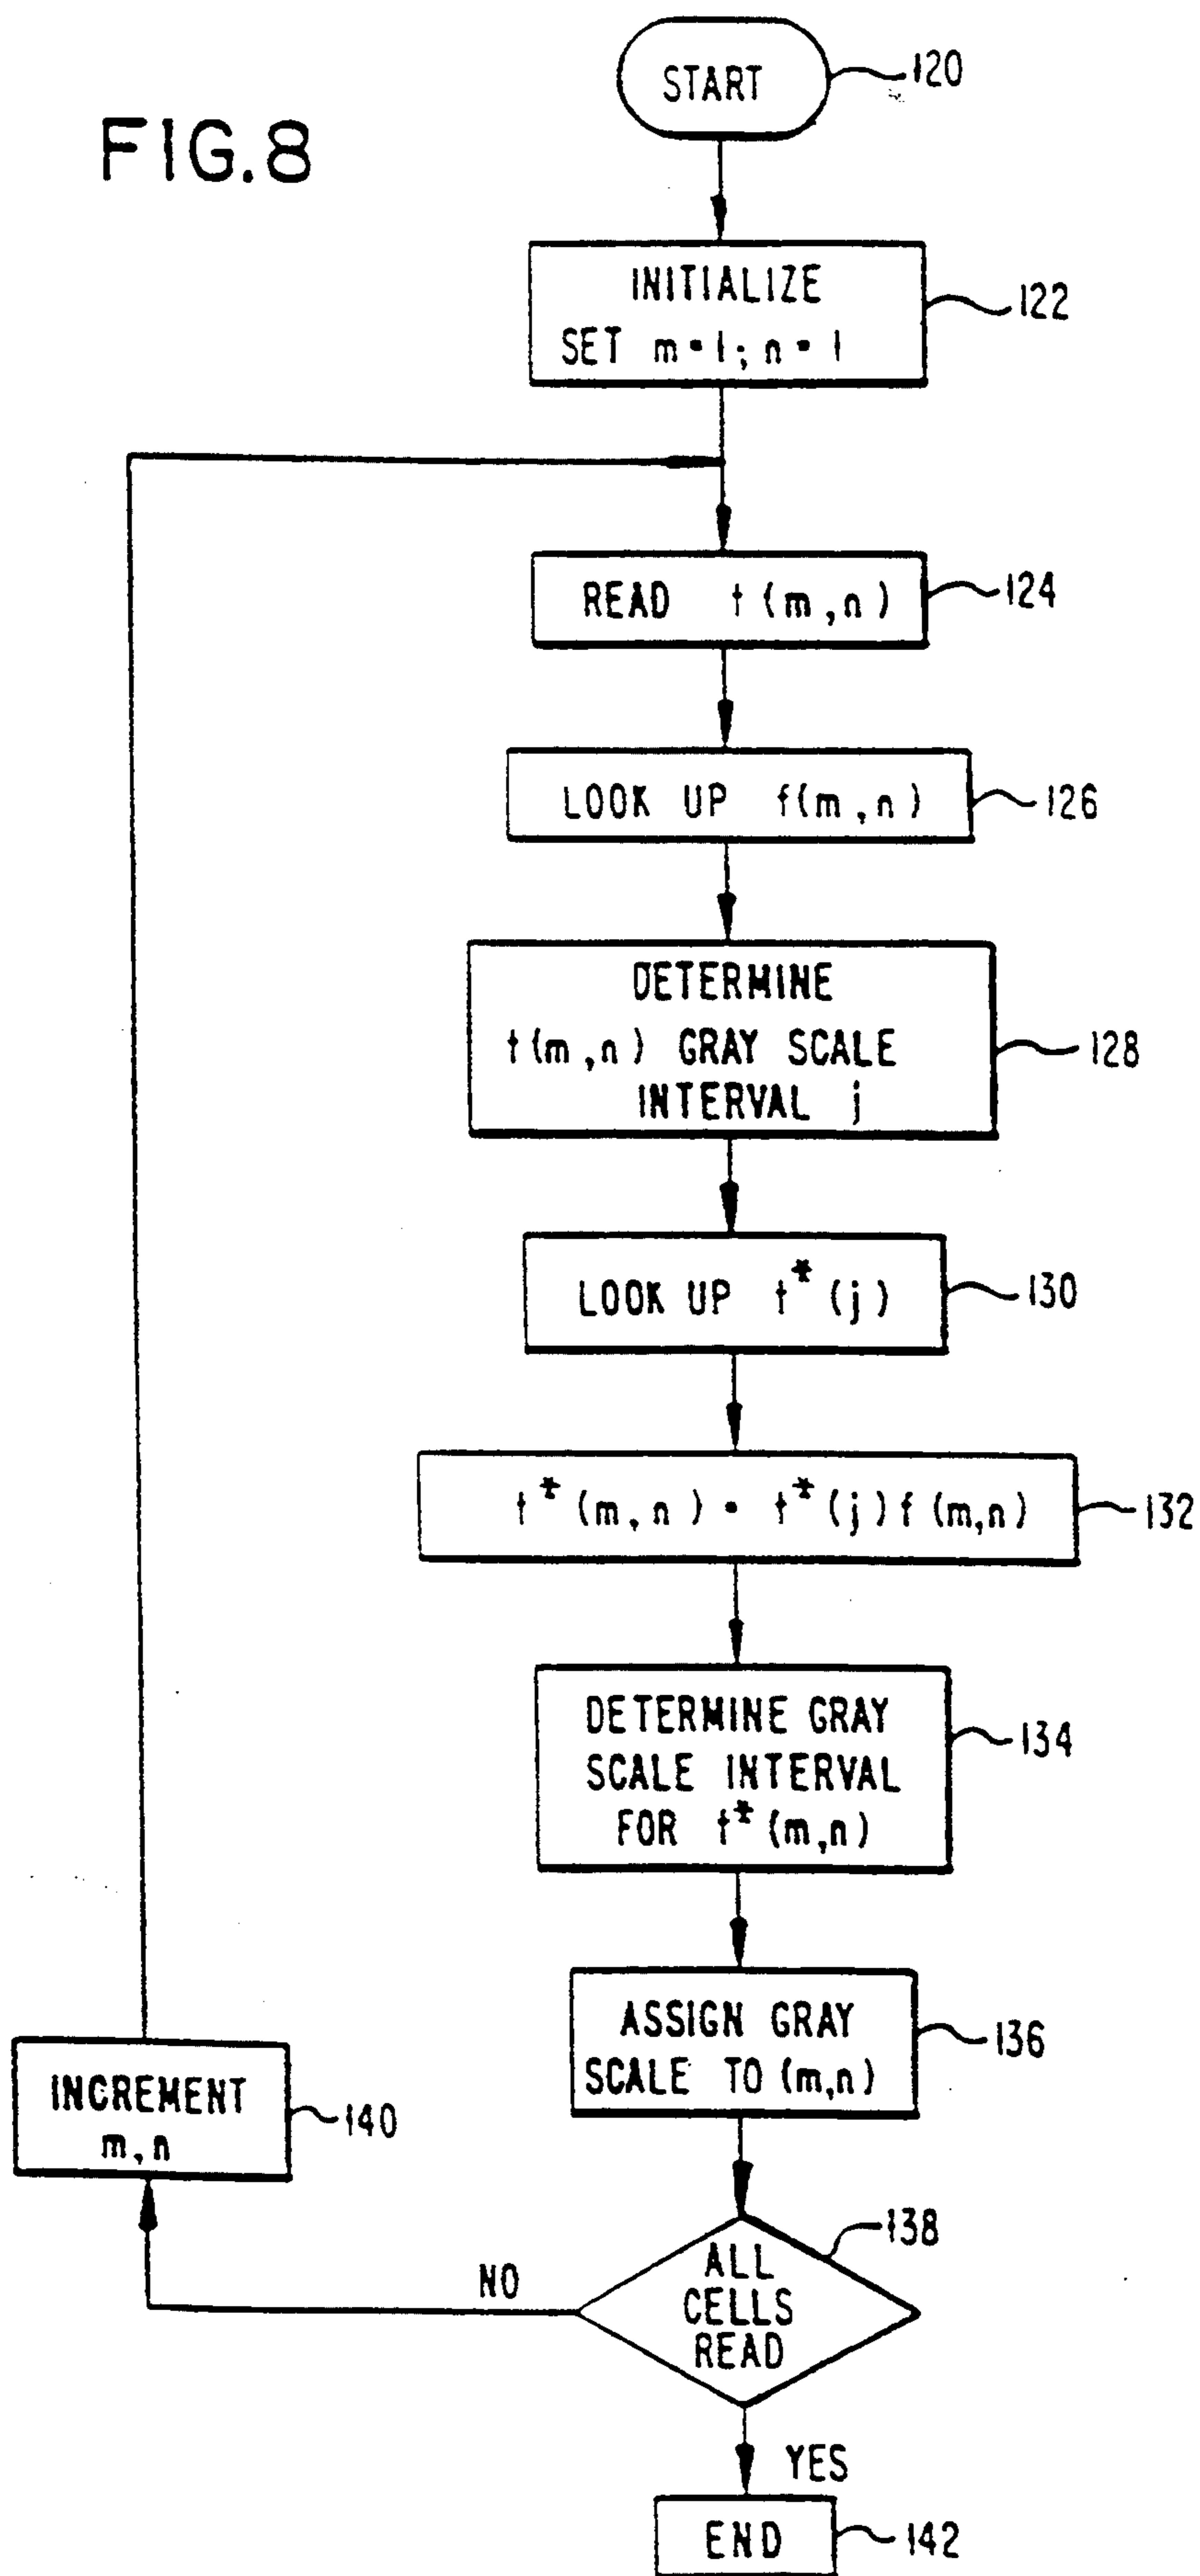 FIG.8
START
120
INITIALIZE
SET m=1; n=1
122
READ t(m,n)
124
LOOK UP f(m,n)
126
DETERMINE
t(m,n) GRAY SCALE
INTERVAL j
128
LOOK UP t*(j)
130
t*(m,n) = t*(j)f(m,n)
132
DETERMINE GRAY
SCALE INTERVAL
FOR t*(m,n)
134
ASSIGN GRAY
SCALE TO (m,n)
136
INCREMENT
m,n
140
138
ALL
CELLS
READ
NO
YES
END
142